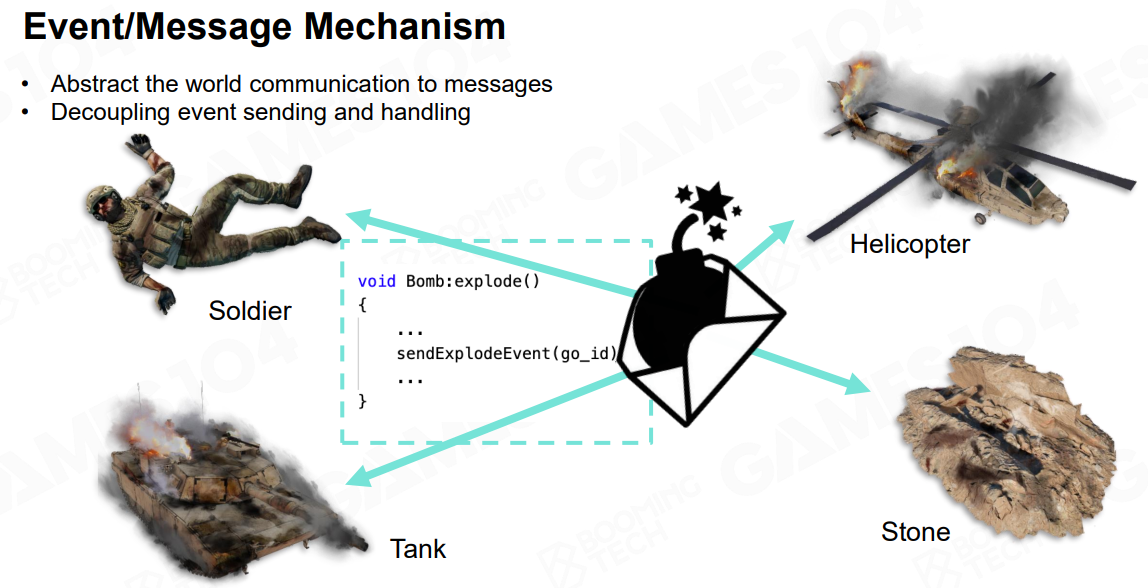 Event/Message Mechanism
• Abstract the world communication to messages
• Decoupling event sending and handling
Soldier
void Bomb:explode()
{
...
sendExplodeEvent(go_id)
...
}
Helicopter
Tank
Stone
GAMES104
BOOMING
TECH